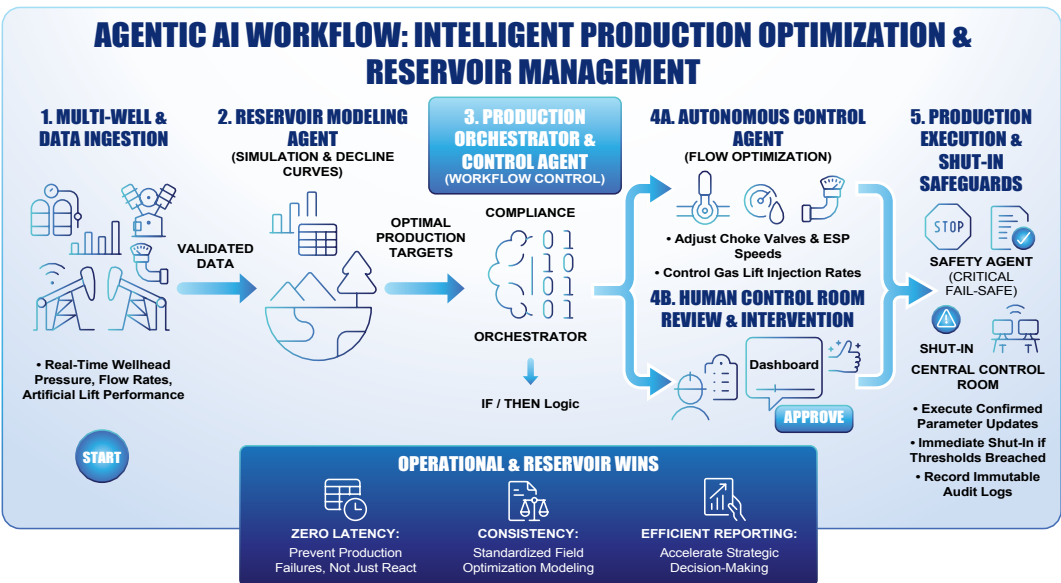 AGENTIC AI WORKFLOW: INTELLIGENT PRODUCTION OPTIMIZATION &
RESERVOIR MANAGEMENT
1. MULTI-WELL &
DATA INGESTION
• Real-Time Wellhead
Pressure, Flow Rates,
Artificial Lift Performance
START
VALIDATED
DATA
2. RESERVOIR MODELING
AGENT
(SIMULATION & DECLINE
CURVES)
OPTIMAL
PRODUCTION
TARGETS
3. PRODUCTION
ORCHESTRATOR &
CONTROL AGENT
(WORKFLOW CONTROL)
COMPLIANCE
01
10
01
01
ORCHESTRATOR
IF / THEN Logic
4A. AUTONOMOUS CONTROL
AGENT
(FLOW OPTIMIZATION)
• Adjust Choke Valves & ESP
Speeds
• Control Gas Lift Injection Rates
4B. HUMAN CONTROL ROOM
REVIEW & INTERVENTION
Dashboard
APPROVE
5. PRODUCTION
EXECUTION &
SHUT-IN
SAFEGUARDS
STOP
SAFETY AGENT
(CRITICAL
FAIL-SAFE)
SHUT-IN
CENTRAL CONTROL
ROOM
• Execute Confirmed
Parameter Updates
• Immediate Shut-In if
Thresholds Breached
• Record Immutable
Audit Logs
OPERATIONAL & RESERVOIR WINS
ZERO LATENCY:
Prevent Production
Failures, Not Just React
CONSISTENCY:
Standardized Field
Optimization Modeling
EFFICIENT REPORTING:
Accelerate Strategic
Decision-Making